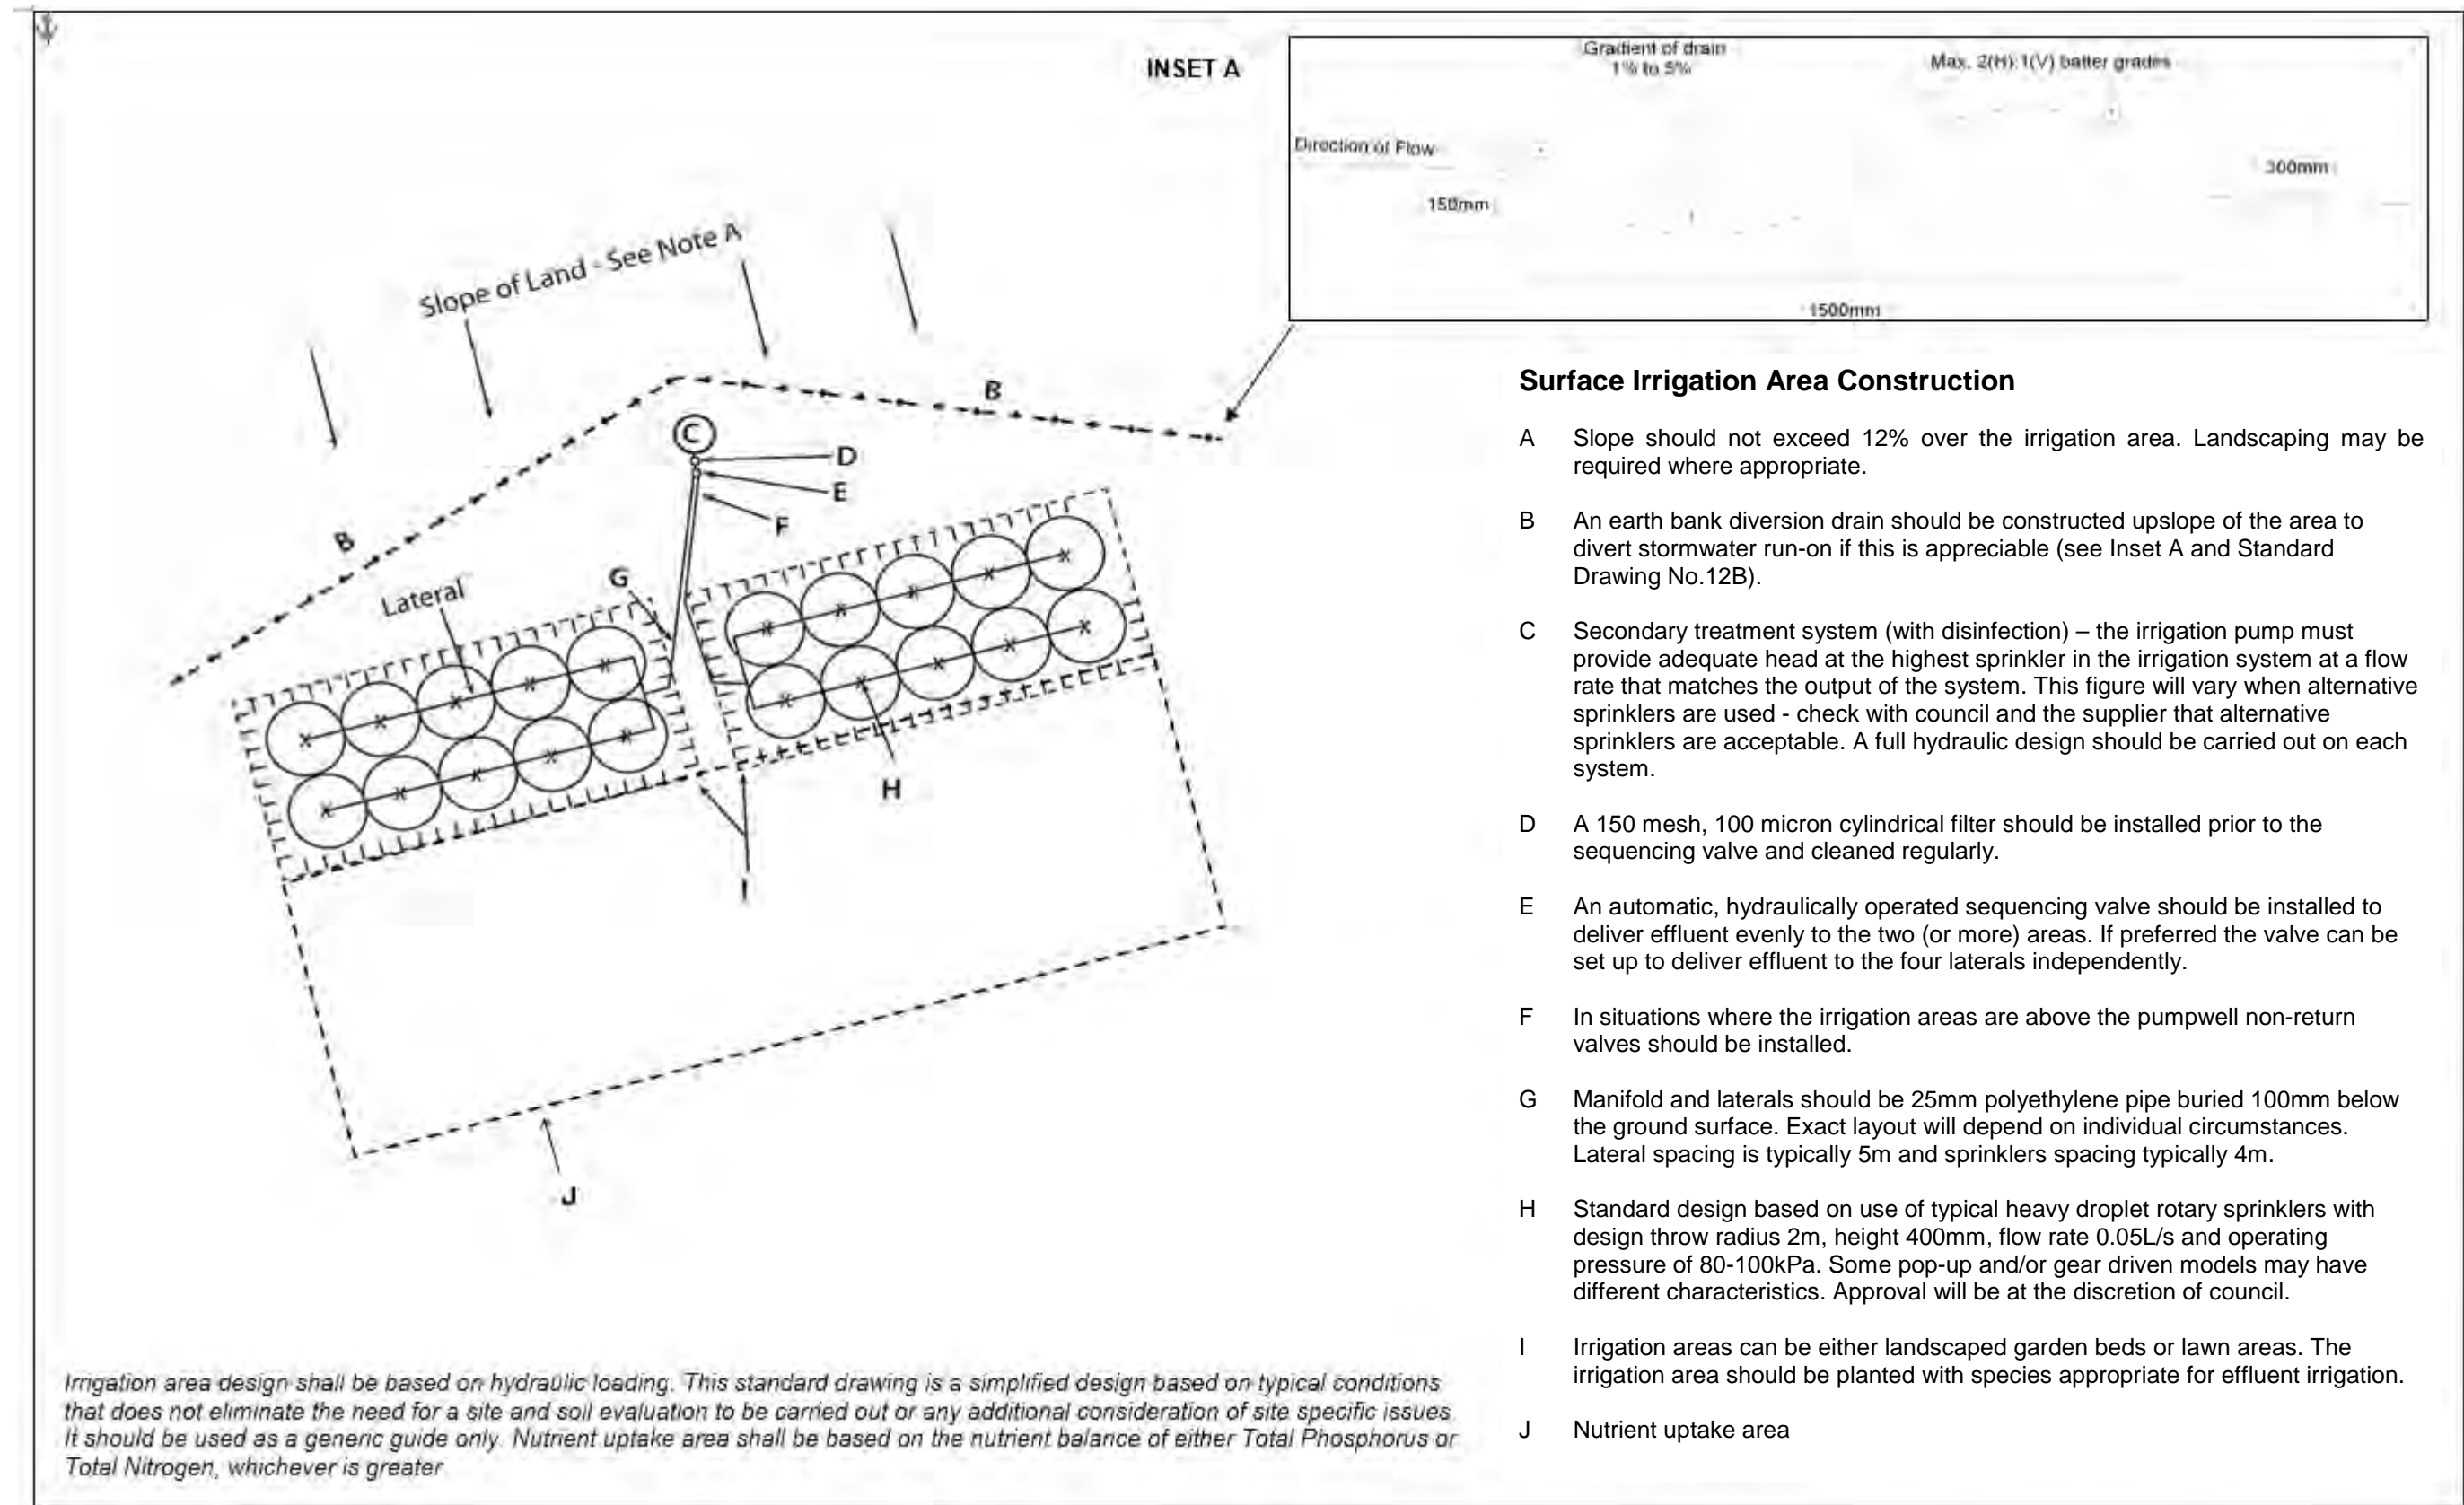 INSET A
Gradient of drain
1% to 5%
Max. 2(H):1(V) batter grades
Direction of Flow
300mm
150mm
1500mm
Slope of Land - See Note A
B
C
D
E
F
B
G
Lateral
H
I
J
Surface Irrigation Area Construction
A Slope should not exceed 12% over the irrigation area. Landscaping may be
required where appropriate.
B An earth bank diversion drain should be constructed upslope of the area to
divert stormwater run-on if this is appreciable (see Inset A and Standard
Drawing No.12B).
C Secondary treatment system (with disinfection) – the irrigation pump must
provide adequate head at the highest sprinkler in the irrigation system at a flow
rate that matches the output of the system. This figure will vary when alternative
sprinklers are used - check with council and the supplier that alternative
sprinklers are acceptable. A full hydraulic design should be carried out on each
system.
D A 150 mesh, 100 micron cylindrical filter should be installed prior to the
sequencing valve and cleaned regularly.
E An automatic, hydraulically operated sequencing valve should be installed to
deliver effluent evenly to the two (or more) areas. If preferred the valve can be
set up to deliver effluent to the four laterals independently.
F In situations where the irrigation areas are above the pumpwell non-return
valves should be installed.
G Manifold and laterals should be 25mm polyethylene pipe buried 100mm below
the ground surface. Exact layout will depend on individual circumstances.
Lateral spacing is typically 5m and sprinklers spacing typically 4m.
H Standard design based on use of typical heavy droplet rotary sprinklers with
design throw radius 2m, height 400mm, flow rate 0.05L/s and operating
pressure of 80-100kPa. Some pop-up and/or gear driven models may have
different characteristics. Approval will be at the discretion of council.
I Irrigation areas can be either landscaped garden beds or lawn areas. The
irrigation area should be planted with species appropriate for effluent irrigation.
J Nutrient uptake area
Irrigation area design shall be based on hydraulic loading. This standard drawing is a simplified design based on typical conditions
that does not eliminate the need for a site and soil evaluation to be carried out or any additional consideration of site specific issues
It should be used as a generic guide only. Nutrient uptake area shall be based on the nutrient balance of either Total Phosphorus or
Total Nitrogen, whichever is greater